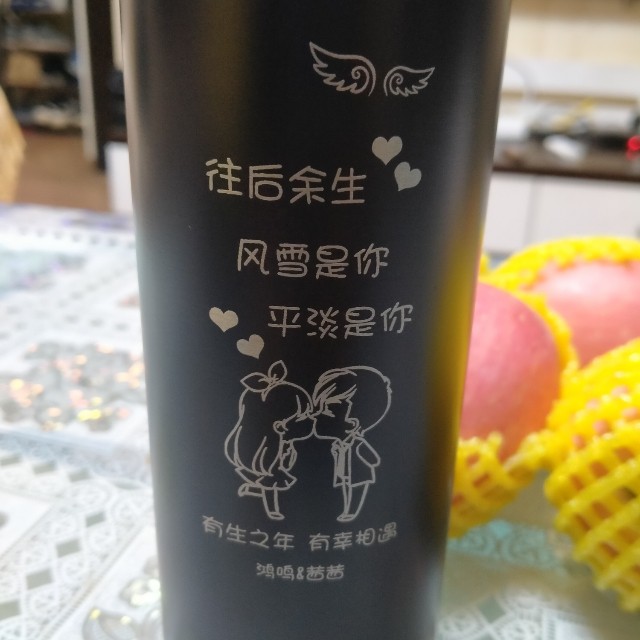 往后余生
风雪是你
平淡是你
有生之年 有幸相遇
鸿鸣&茜茜